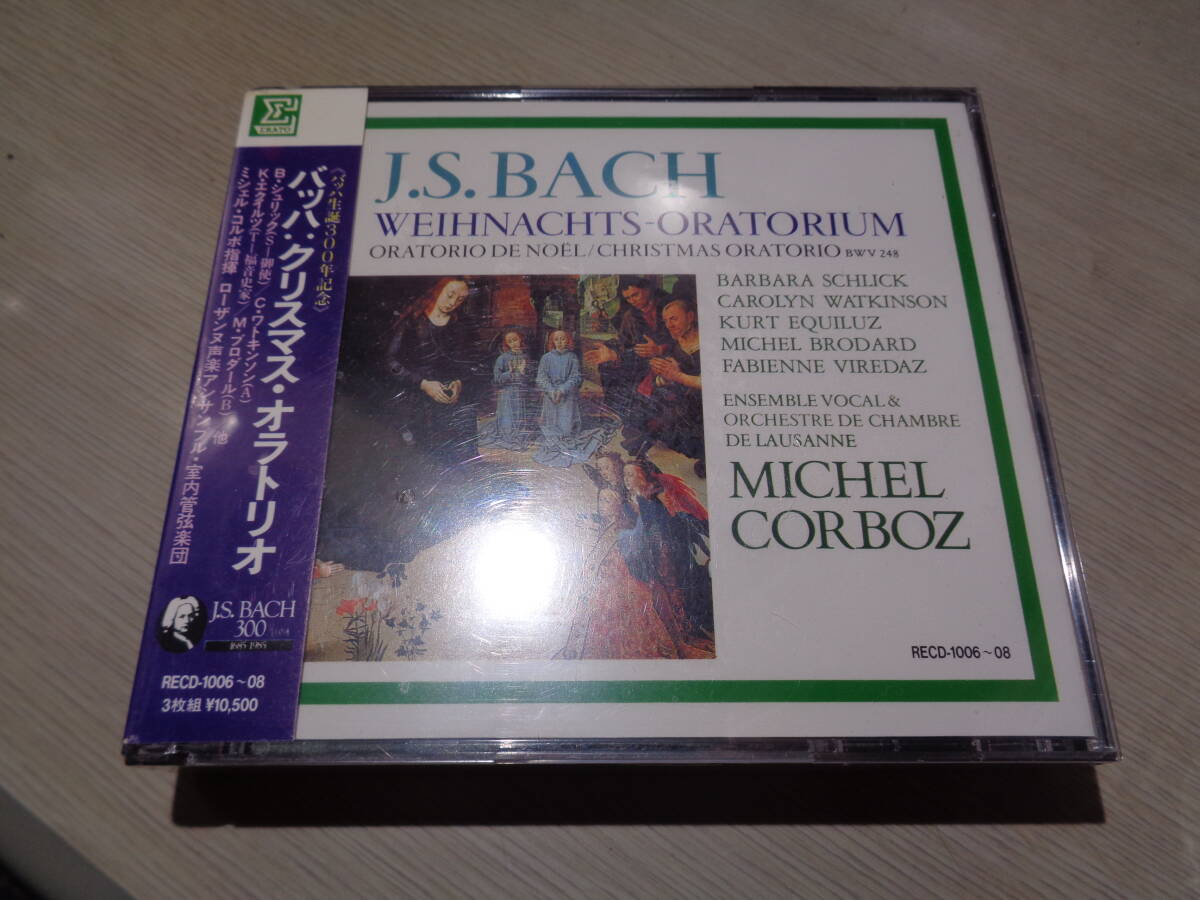 ERATO
《バッハ生誕300年記念》
バッハ:クリスマス・オラトリオ
B・シュリック(S—御使)/C・ワトキンソン(A)
K・エクイルツ(T—福音史家)/M・ブロダール(B) 他
ミシェル・コルボ指揮 ローザンヌ声楽アンサンブル・室内管弦楽団
J.S. BACH
300
1685-1985
RECD-1006~08
3枚組 ¥10,500
J.S. BACH
WEIHNACHTS-ORATORIUM
ORATORIO DE NOËL/CHRISTMAS ORATORIO BWV 248
BARBARA SCHLICK
CAROLYN WATKINSON
KURT EQUILUZ
MICHEL BRODARD
FABIENNE VIREDAZ
ENSEMBLE VOCAL &
ORCHESTRE DE CHAMBRE
DE LAUSANNE
MICHEL
CORBOZ
RECD-1006~08